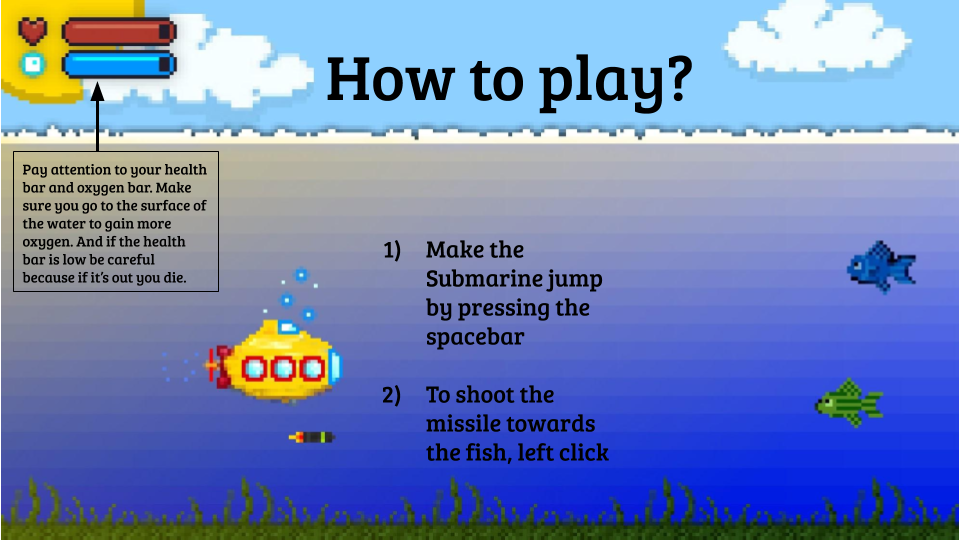 How to play?
Pay attention to your health
bar and oxygen bar. Make
sure you go to the surface of
the water to gain more
oxygen. And if the health
bar is low be careful
because if it's out you die.
1) Make the
Submarine jump
by pressing the
spacebar
2) To shoot the
missile towards
the fish, left click